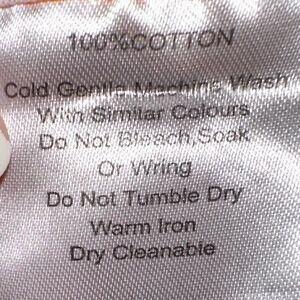 100%COTTON
Cold Gentle Machine Wash
With Similar Colours
Do Not Bleach,Soak
Or Wring
Do Not Tumble Dry
Warm Iron
Dry Cleanable